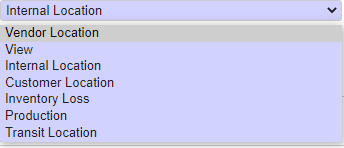 Internal Location
Vendor Location
View
Internal Location
Customer Location
Inventory Loss
Production
Transit Location